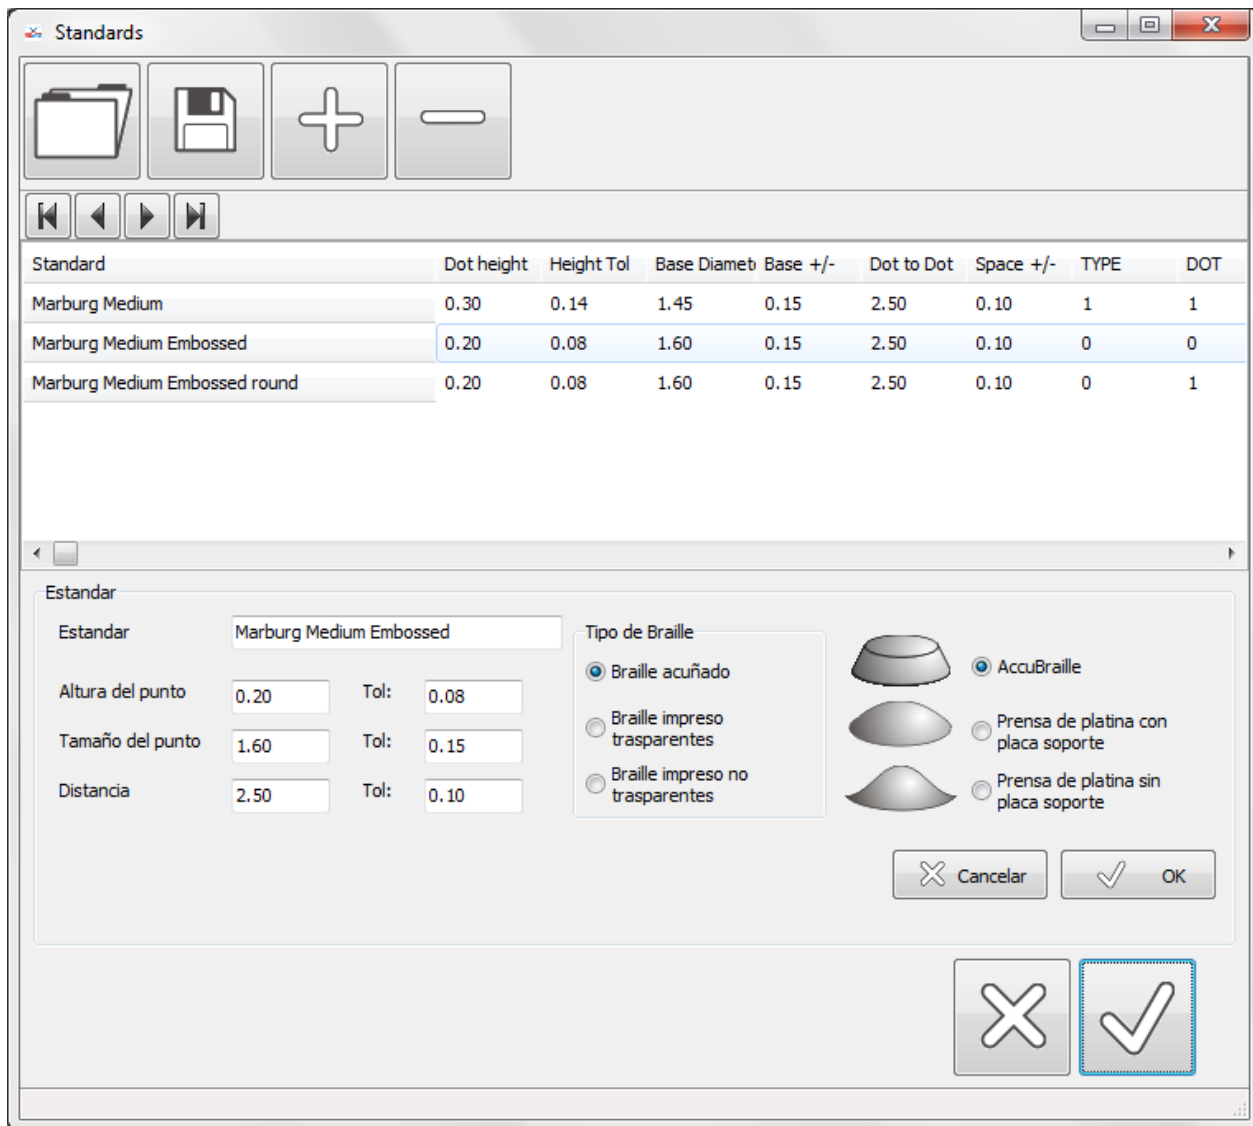 Standards
Standard Dot height Height Tol Base Diamet Base +/- Dot to Dot Space +/- TYPE DOT
Marburg Medium 0.30 0.14 1.45 0.15 2.50 0.10 1 1
Marburg Medium Embossed 0.20 0.08 1.60 0.15 2.50 0.10 0 0
Marburg Medium Embossed round 0.20 0.08 1.60 0.15 2.50 0.10 0 1
Estandar
Estandar Marburg Medium Embossed
Altura del punto 0.20 Tol: 0.08
Tamaño del punto 1.60 Tol: 0.15
Distancia 2.50 Tol: 0.10
Tipo de Braille
Braille acuñado
Braille impreso
trasparentes
Braille impreso no
trasparentes
AccuBraille
Prensa de platina con
placa soporte
Prensa de platina sin
placa soporte
Cancelar OK